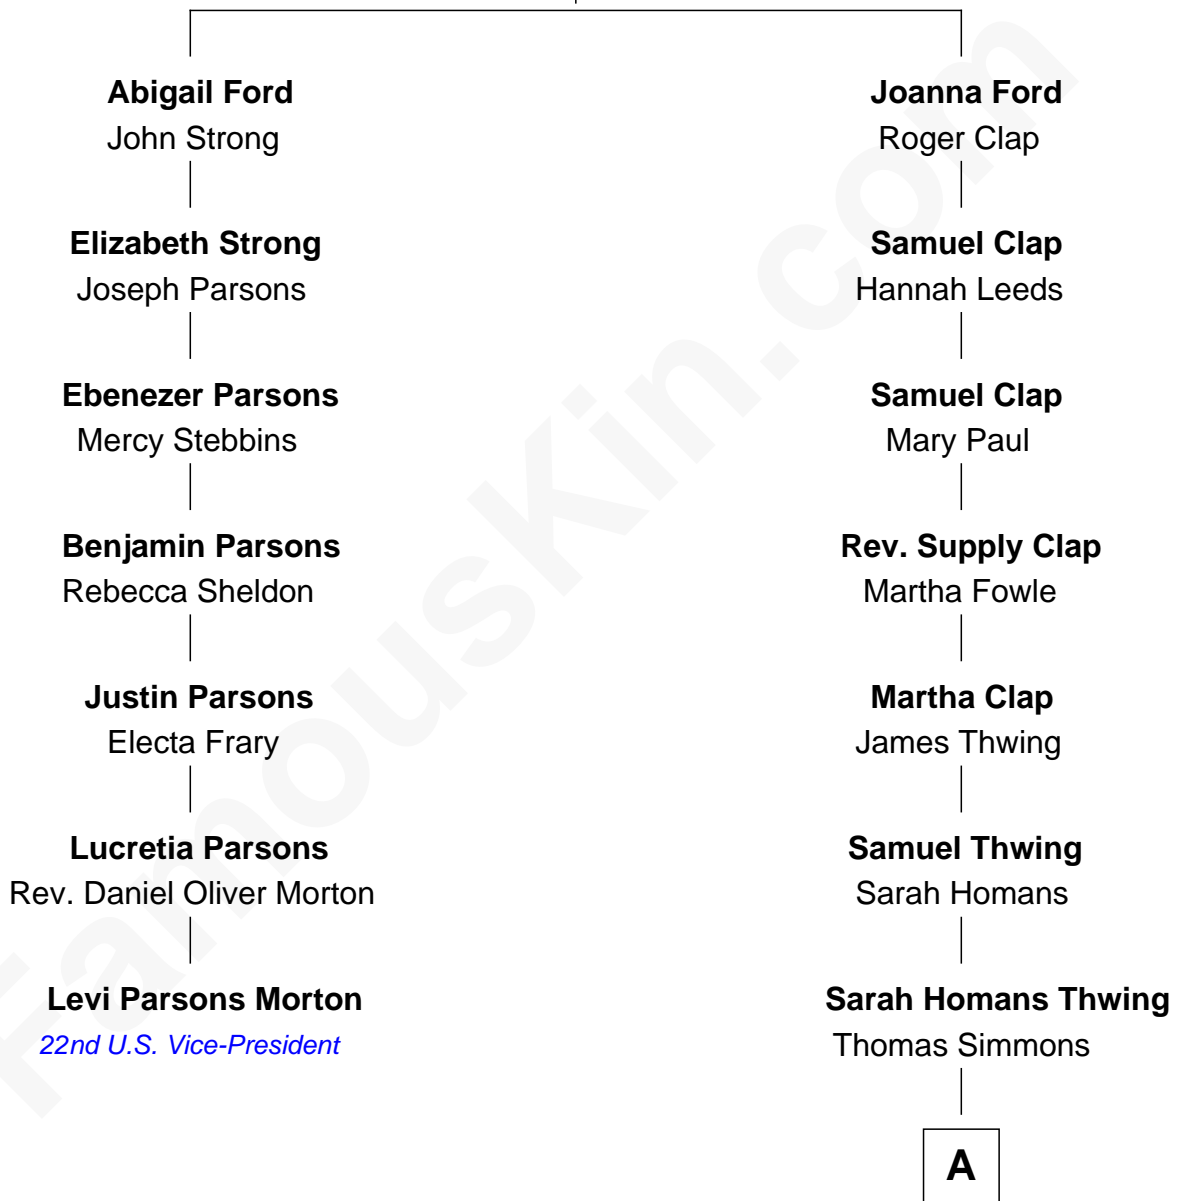 Abigail Ford
John Strong
Elizabeth Strong
Joseph Parsons
Ebenezer Parsons
Mercy Stebbins
Benjamin Parsons
Rebecca Sheldon
Justin Parsons
Electa Frary
Lucretia Parsons
Rev. Daniel Oliver Morton
Levi Parsons Morton
22nd U.S. Vice-President
Joanna Ford
Roger Clap
Samuel Clap
Hannah Leeds
Samuel Clap
Mary Paul
Rev. Supply Clap
Martha Fowle
Martha Clap
James Thwing
Samuel Thwing
Sarah Homans
Sarah Homans Thwing
Thomas Simmons
A
FamousKin.com